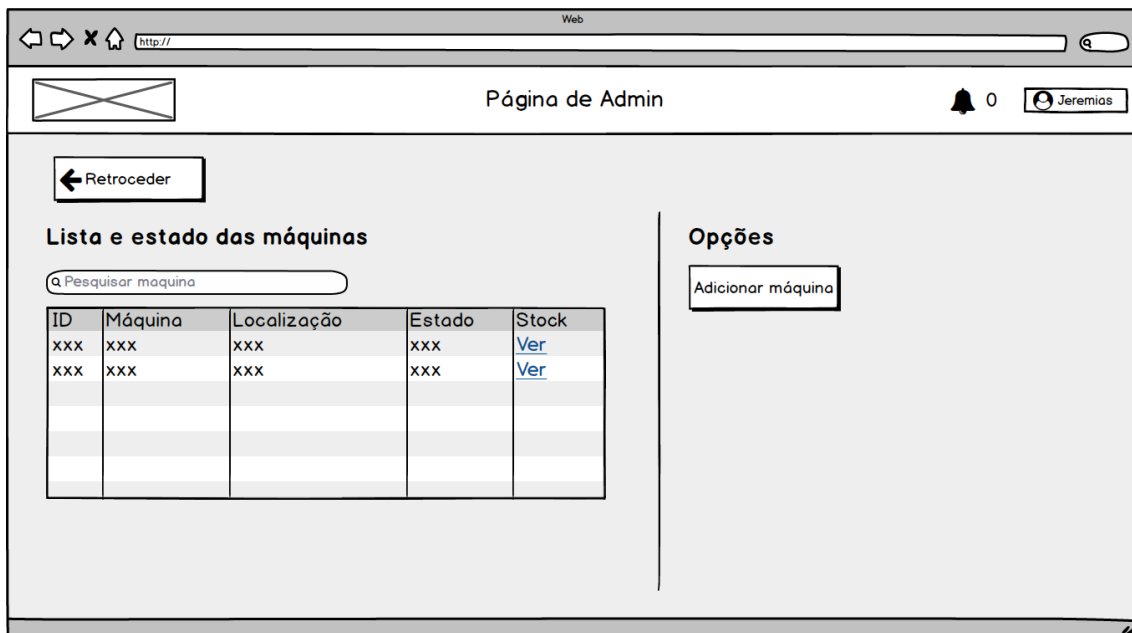 Web
http://
Página de Admin
0
Jeremias
Retroceder
Lista e estado das máquinas
Opções
Pesquisar maquina
Adicionar máquina
ID Máquina Localização Estado Stock
xxx xxx xxx xxx Ver
xxx xxx xxx xxx Ver